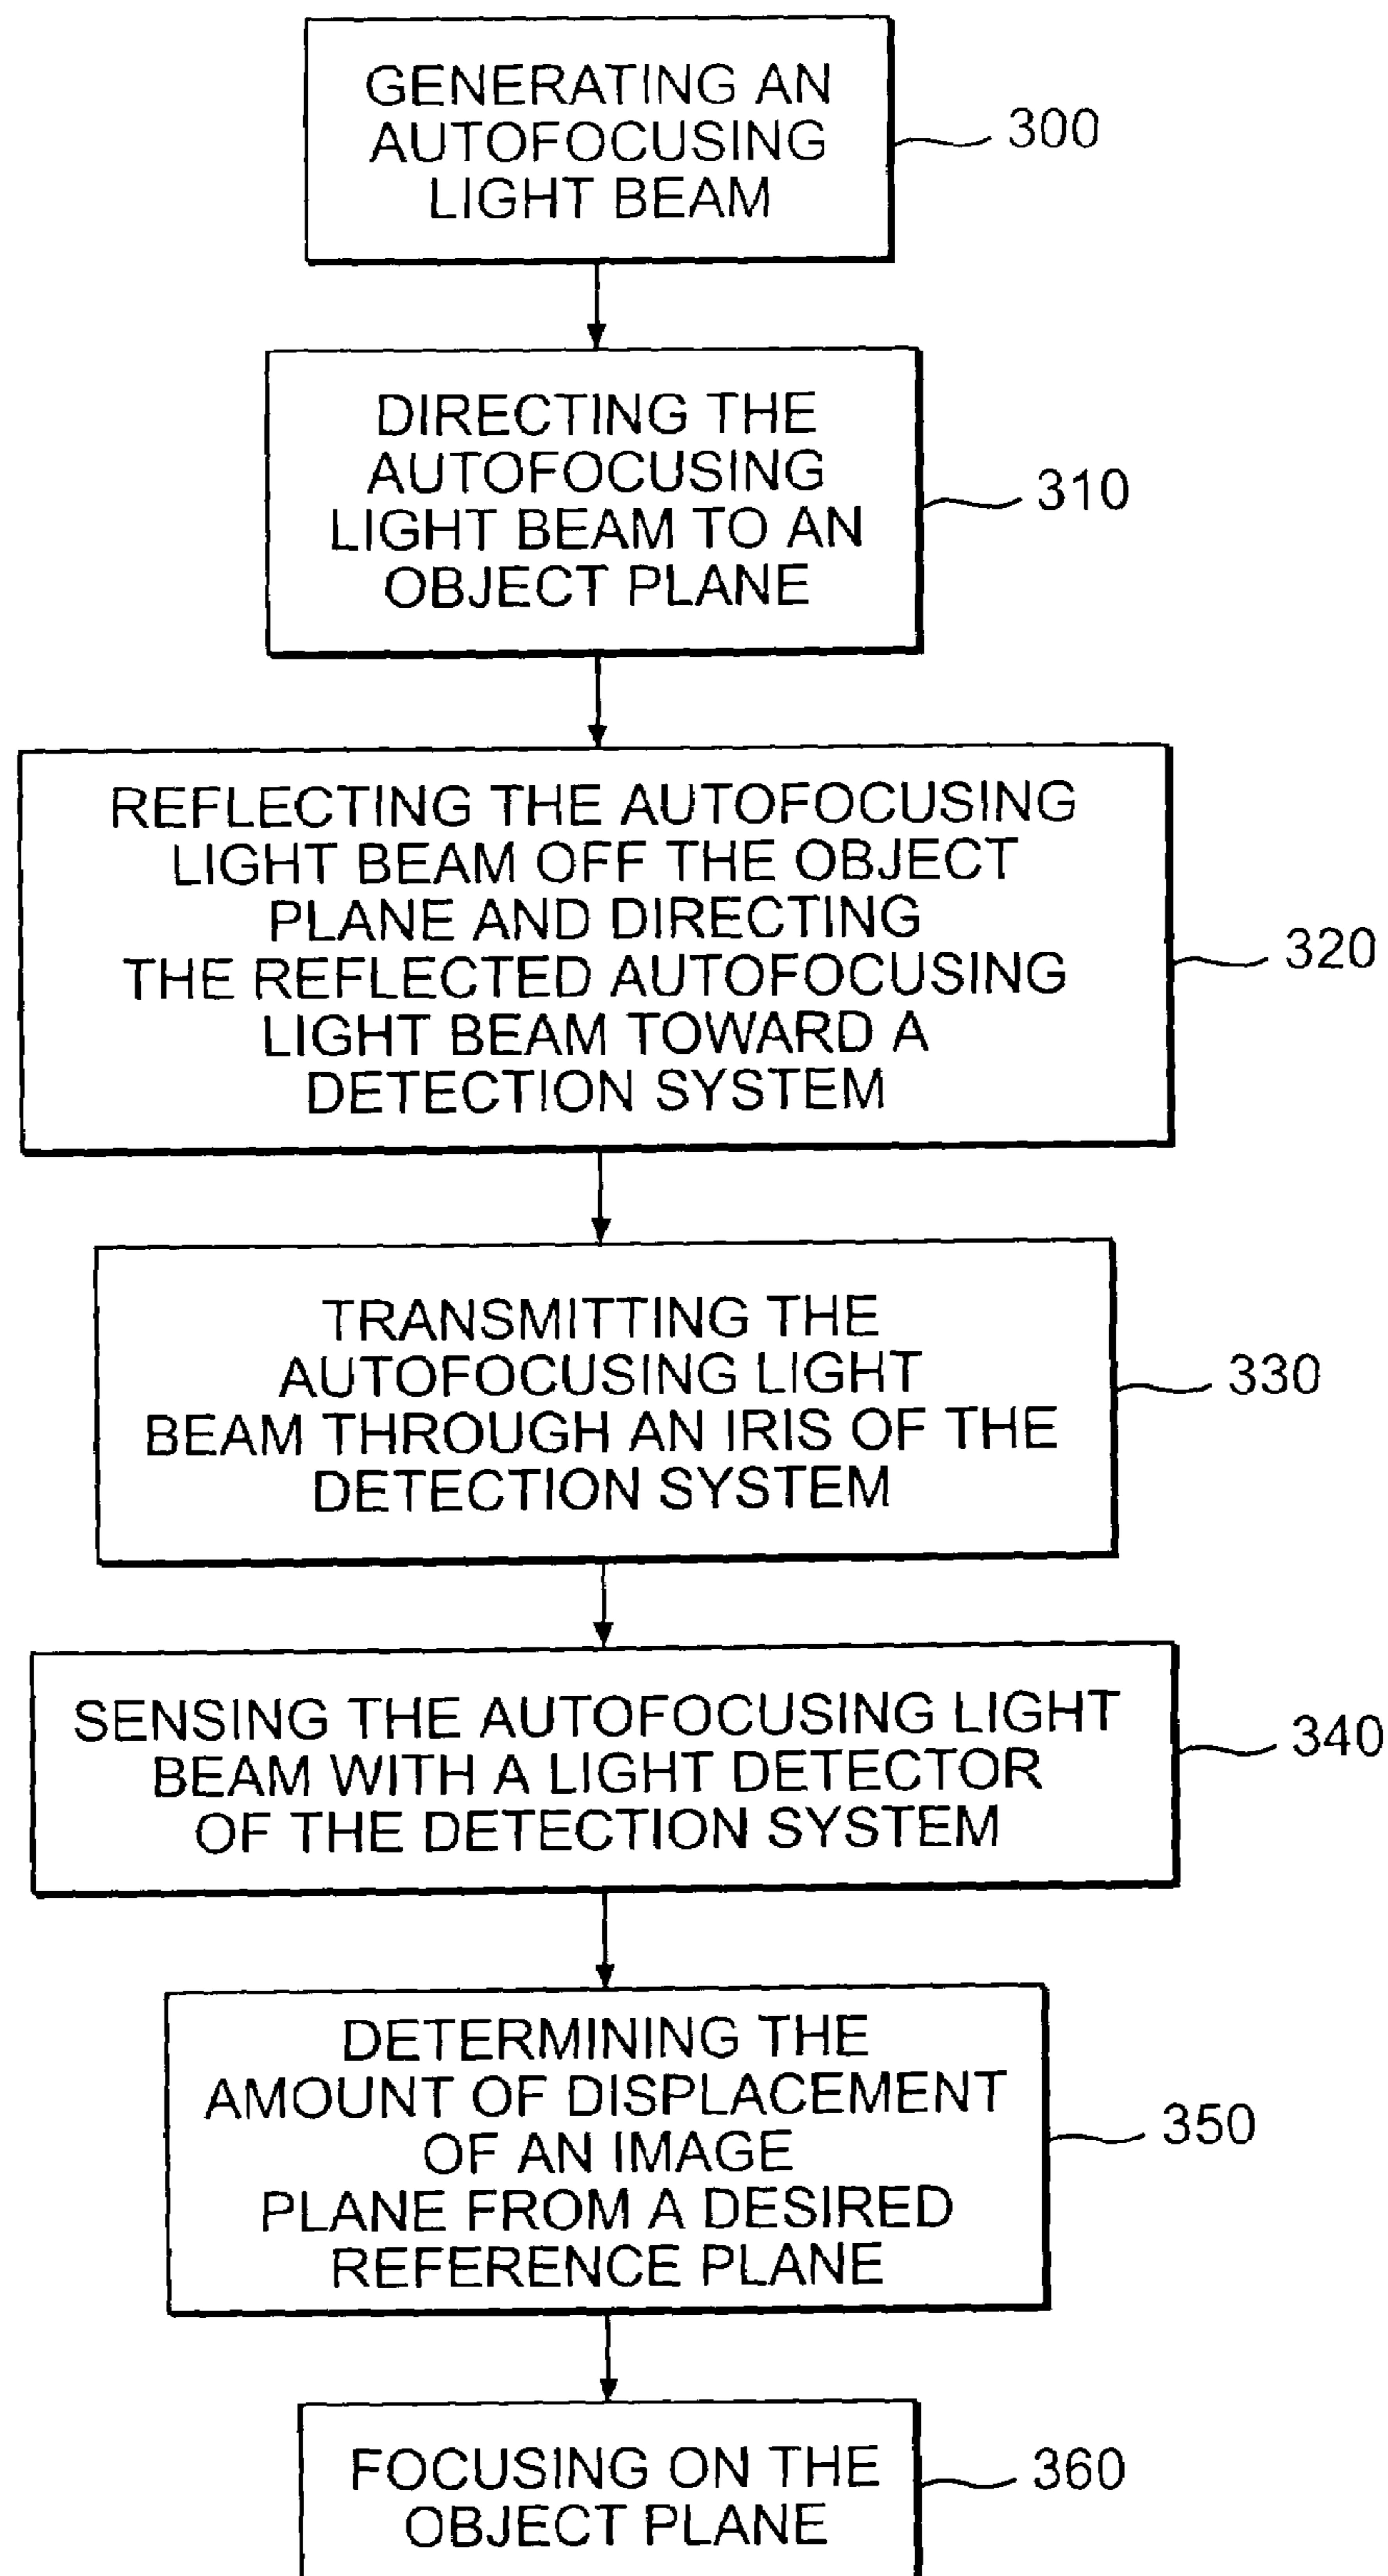 GENERATING AN
AUTOFOCUSING
LIGHT BEAM
300
DIRECTING THE
AUTOFOCUSING
LIGHT BEAM TO AN
OBJECT PLANE
310
REFLECTING THE AUTOFOCUSING
LIGHT BEAM OFF THE OBJECT
PLANE AND DIRECTING
THE REFLECTED AUTOFOCUSING
LIGHT BEAM TOWARD A
DETECTION SYSTEM
320
TRANSMITTING THE
AUTOFOCUSING LIGHT
BEAM THROUGH AN IRIS OF THE
DETECTION SYSTEM
330
SENSING THE AUTOFOCUSING LIGHT
BEAM WITH A LIGHT DETECTOR
OF THE DETECTION SYSTEM
340
DETERMINING THE
AMOUNT OF DISPLACEMENT
OF AN IMAGE
PLANE FROM A DESIRED
REFERENCE PLANE
350
FOCUSING ON THE
OBJECT PLANE
360